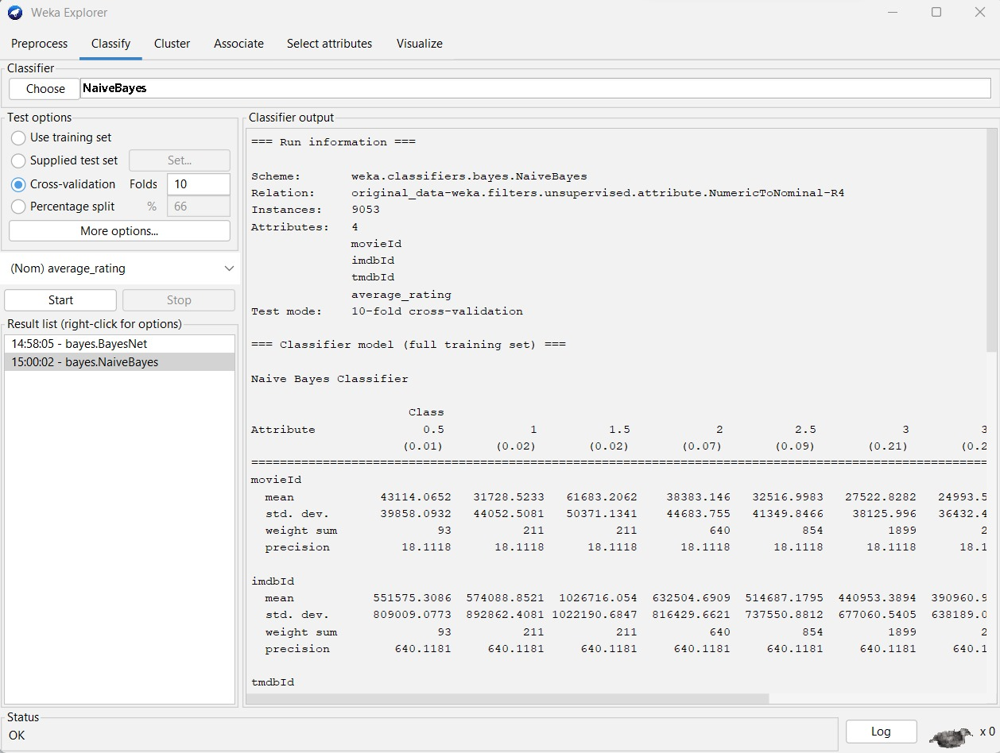 Weka Explorer
Preprocess Classify Cluster Associate Select attributes Visualize
Classifier
Choose NaiveBayes
Test options
Use training set
Supplied test set Set...
Cross-validation Folds 10
Percentage split % 66
More options...
(Nom) average_rating
Start Stop
Result list (right-click for options)
14:58:05 - bayes.BayesNet
15:00:02 - bayes.NaiveBayes
Classifier output
=== Run information ===
Scheme: weka.classifiers.bayes.NaiveBayes
Relation: original_data-weka.filters.unsupervised.attribute.NumericToNominal-R4
Instances: 9053
Attributes: 4
movieId
imdbId
tmdbId
average_rating
Test mode: 10-fold cross-validation
=== Classifier model (full training set) ===
Naive Bayes Classifier
Class
Attribute 0.5 1 1.5 2 2.5 3 3
(0.01) (0.02) (0.02) (0.07) (0.09) (0.21) (0.2
=======================================================================================================
movieId
mean 43114.0652 31728.5233 61683.2062 38383.146 32516.9983 27522.8282 24993.5
std. dev. 39858.0932 44052.5081 50371.1341 44683.755 41349.8466 38125.996 36432.4
weight sum 93 211 211 640 854 1899 2
precision 18.1118 18.1118 18.1118 18.1118 18.1118 18.1118 18.1
imdbId
mean 551575.3086 574088.8521 1026716.054 632504.6909 514687.1795 440953.3894 390960.9
std. dev. 809009.0773 892862.4081 1022190.6847 816429.6621 737550.8812 677060.5405 638189.0
weight sum 93 211 211 640 854 1899 2
precision 640.1181 640.1181 640.1181 640.1181 640.1181 640.1181 640.1
tmdbId
Status
OK
Log
x 0